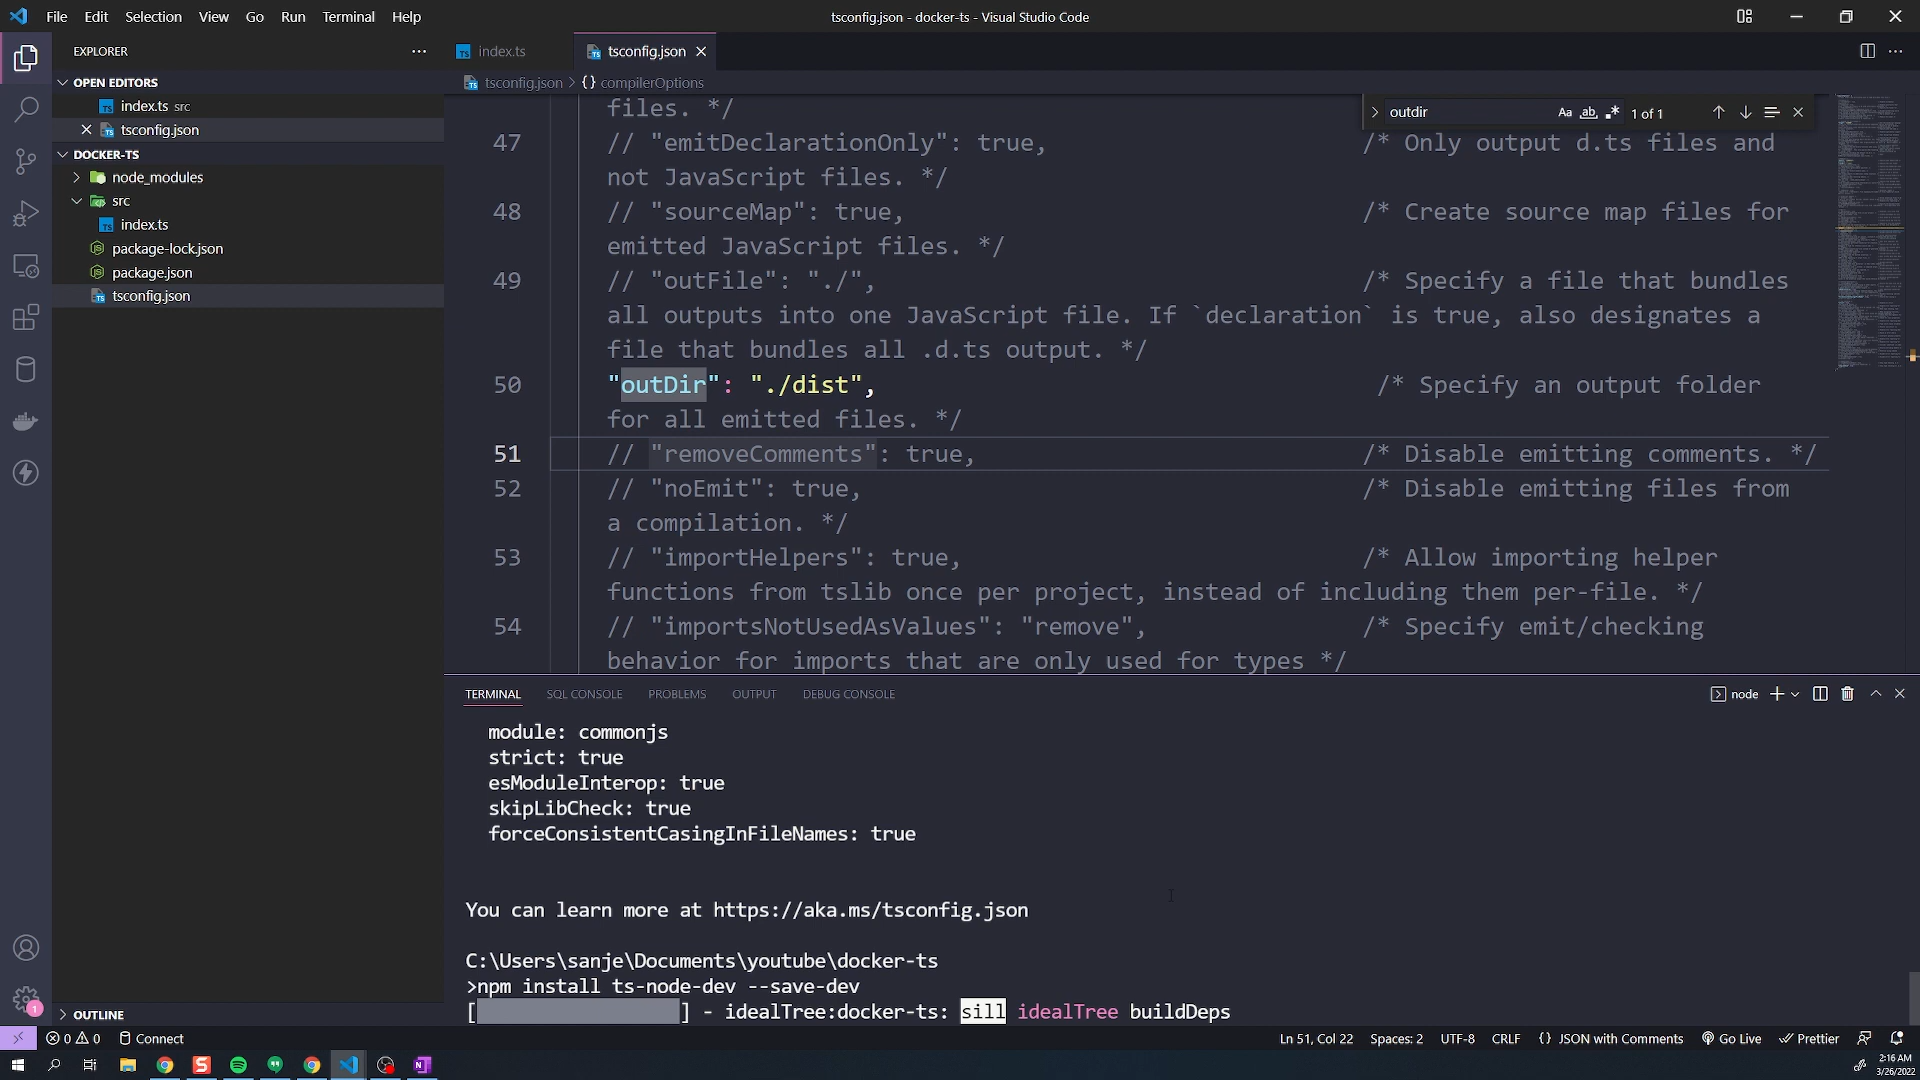 File Edit Selection View Go Run Terminal Help
tsconfig.json - docker-ts - Visual Studio Code
EXPLORER
OPEN EDITORS
index.ts src
tsconfig.json
DOCKER-TS
node_modules
src
index.ts
package-lock.json
package.json
tsconfig.json
OUTLINE
index.ts
tsconfig.json
tsconfig.json > {} compilerOptions
outdir
Aa ab 1 of 1
files. */
47 // "emitDeclarationOnly": true, /* Only output d.ts files and
not JavaScript files. */
48 // "sourceMap": true, /* Create source map files for
emitted JavaScript files. */
49 // "outFile": "./", /* Specify a file that bundles
all outputs into one JavaScript file. If `declaration` is true, also designates a
file that bundles all .d.ts output. */
50 "outDir": "./dist", /* Specify an output folder
for all emitted files. */
51 // "removeComments": true, /* Disable emitting comments. */
52 // "noEmit": true, /* Disable emitting files from
a compilation. */
53 // "importHelpers": true, /* Allow importing helper
functions from tslib once per project, instead of including them per-file. */
54 // "importsNotUsedAsValues": "remove", /* Specify emit/checking
behavior for imports that are only used for types */
TERMINAL SQL CONSOLE PROBLEMS OUTPUT DEBUG CONSOLE
node
module: commonjs
strict: true
esModuleInterop: true
skipLibCheck: true
forceConsistentCasingInFileNames: true
You can learn more at https://aka.ms/tsconfig.json
C:\Users\sanje\Documents\youtube\docker-ts
>npm install ts-node-dev --save-dev
[ ] - idealTree:docker-ts: sill idealTree buildDeps
1
0 0 Connect
Ln 51, Col 22 Spaces: 2 UTF-8 CRLF {} JSON with Comments Go Live Prettier
2:16 AM
3/26/2022